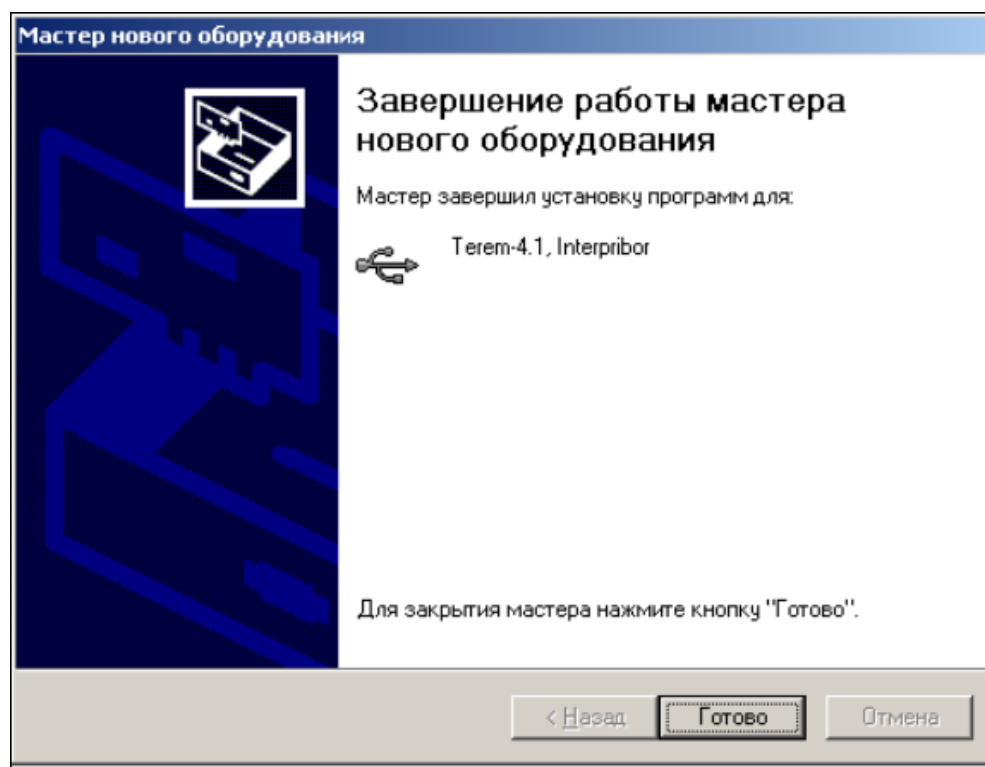 Мастер нового оборудования
Завершение работы мастера
нового оборудования
Мастер завершил установку программ для:
Terem-4.1, Interpribor
Для закрытия мастера нажмите кнопку "Готово".
< Назад
Готово
Отмена